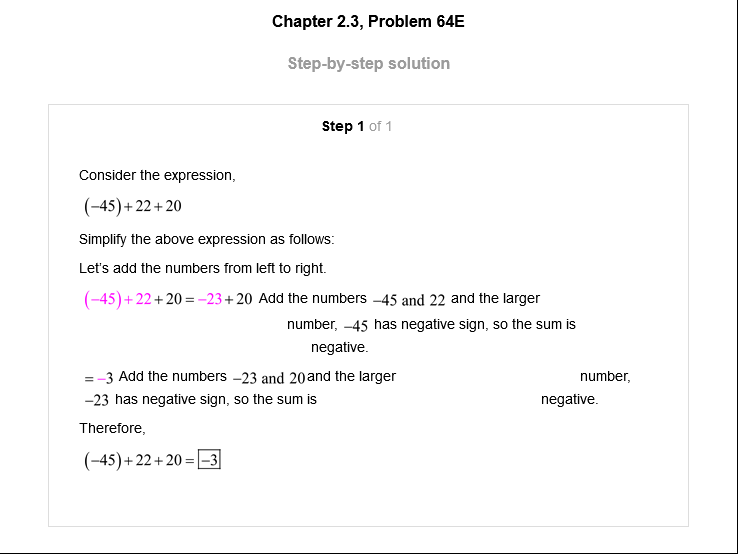 Chapter 2.3, Problem 64E
Step-by-step solution
Step 1 of 1
Consider the expression,
(−45)+22+20
Simplify the above expression as follows:
Let's add the numbers from left to right.
(−45)+22+20=−23+20 Add the numbers −45 and 22 and the larger
number, −45 has negative sign, so the sum is
negative.
=−3 Add the numbers −23 and 20 and the larger number,
−23 has negative sign, so the sum is negative.
Therefore,
(−45)+22+20=−3